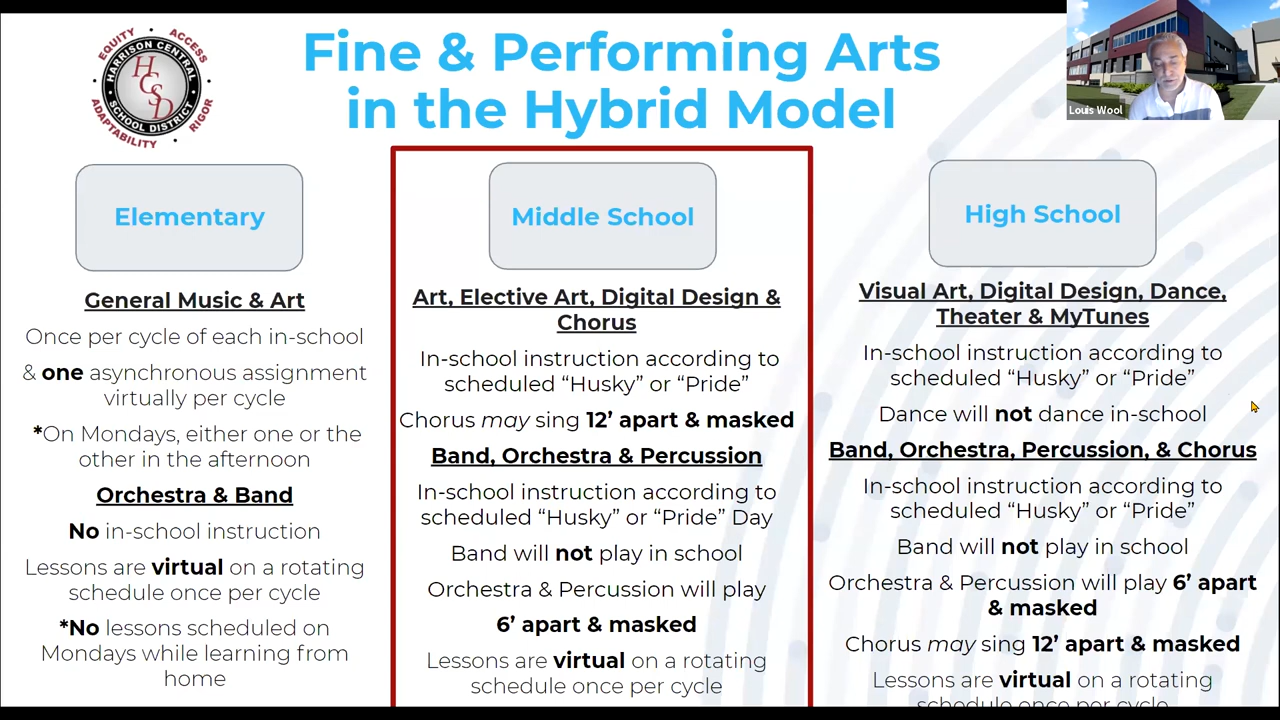 EQUITY ACCESS
HARRISON CENTRAL
HCSD
SCHOOL DISTRICT
ADAPTABILITY RIGOR
Fine & Performing Arts
in the Hybrid Model
Louis Wool
Elementary
General Music & Art
Once per cycle of each in-school
& one asynchronous assignment
virtually per cycle
*On Mondays, either one or the
other in the afternoon
Orchestra & Band
No in-school instruction
Lessons are virtual on a rotating
schedule once per cycle
*No lessons scheduled on
Mondays while learning from
home
Middle School
Art, Elective Art, Digital Design &
Chorus
In-school instruction according to
scheduled “Husky” or “Pride”
Chorus may sing 12’ apart & masked
Band, Orchestra & Percussion
In-school instruction according to
scheduled “Husky” or “Pride” Day
Band will not play in school
Orchestra & Percussion will play
6’ apart & masked
Lessons are virtual on a rotating
schedule once per cycle
High School
Visual Art, Digital Design, Dance,
Theater & MyTunes
In-school instruction according to
scheduled “Husky” or “Pride”
Dance will not dance in-school
Band, Orchestra, Percussion, & Chorus
In-school instruction according to
scheduled “Husky” or “Pride”
Band will not play in school
Orchestra & Percussion will play 6’ apart
& masked
Chorus may sing 12’ apart & masked
Lessons are virtual on a rotating
schedule once per cycle